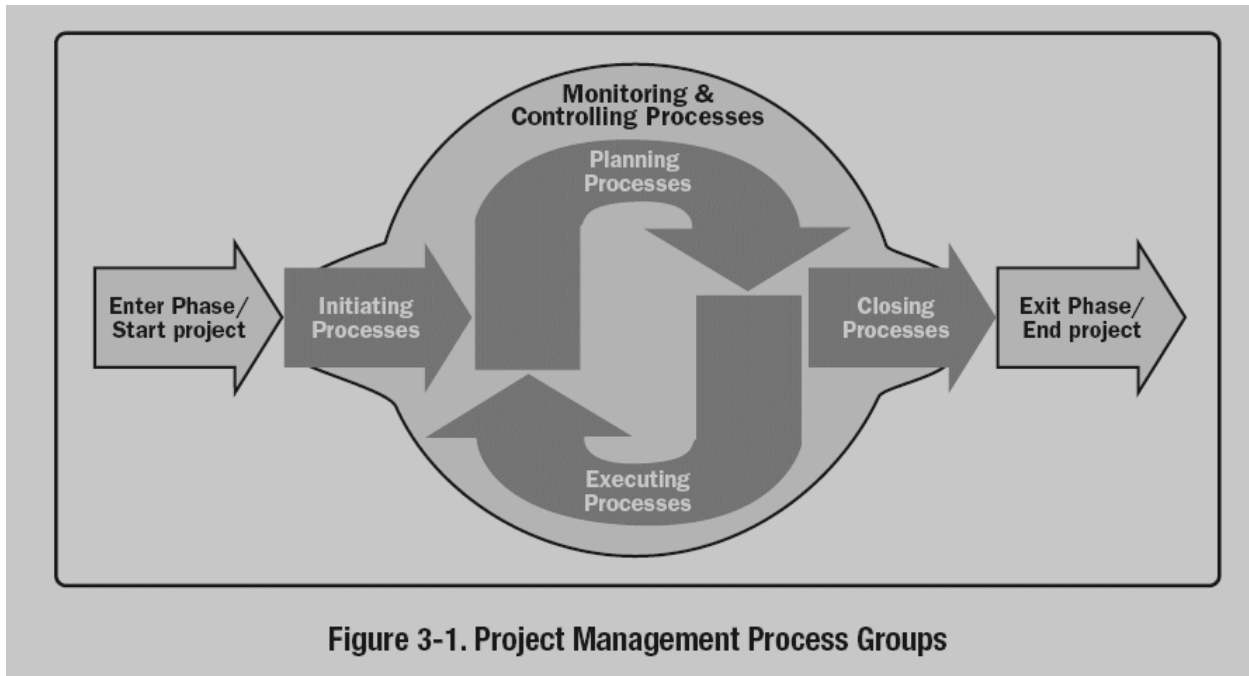 Monitoring &
Controlling Processes
Planning
Processes
Enter Phase/
Start project
Initiating
Processes
Closing
Processes
Exit Phase/
End project
Executing
Processes
Figure 3-1. Project Management Process Groups